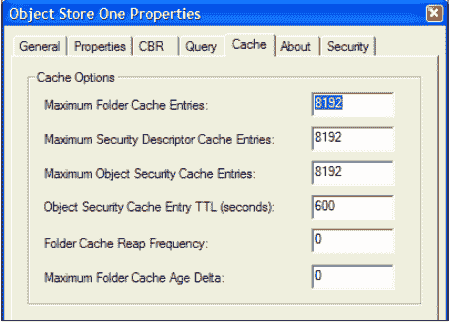 Object Store One Properties
General Properties CBR Query Cache About Security
Cache Options
Maximum Folder Cache Entries: 8192
Maximum Security Descriptor Cache Entries: 8192
Maximum Object Security Cache Entries: 8192
Object Security Cache Entry TTL (seconds): 600
Folder Cache Reap Frequency: 0
Maximum Folder Cache Age Delta: 0